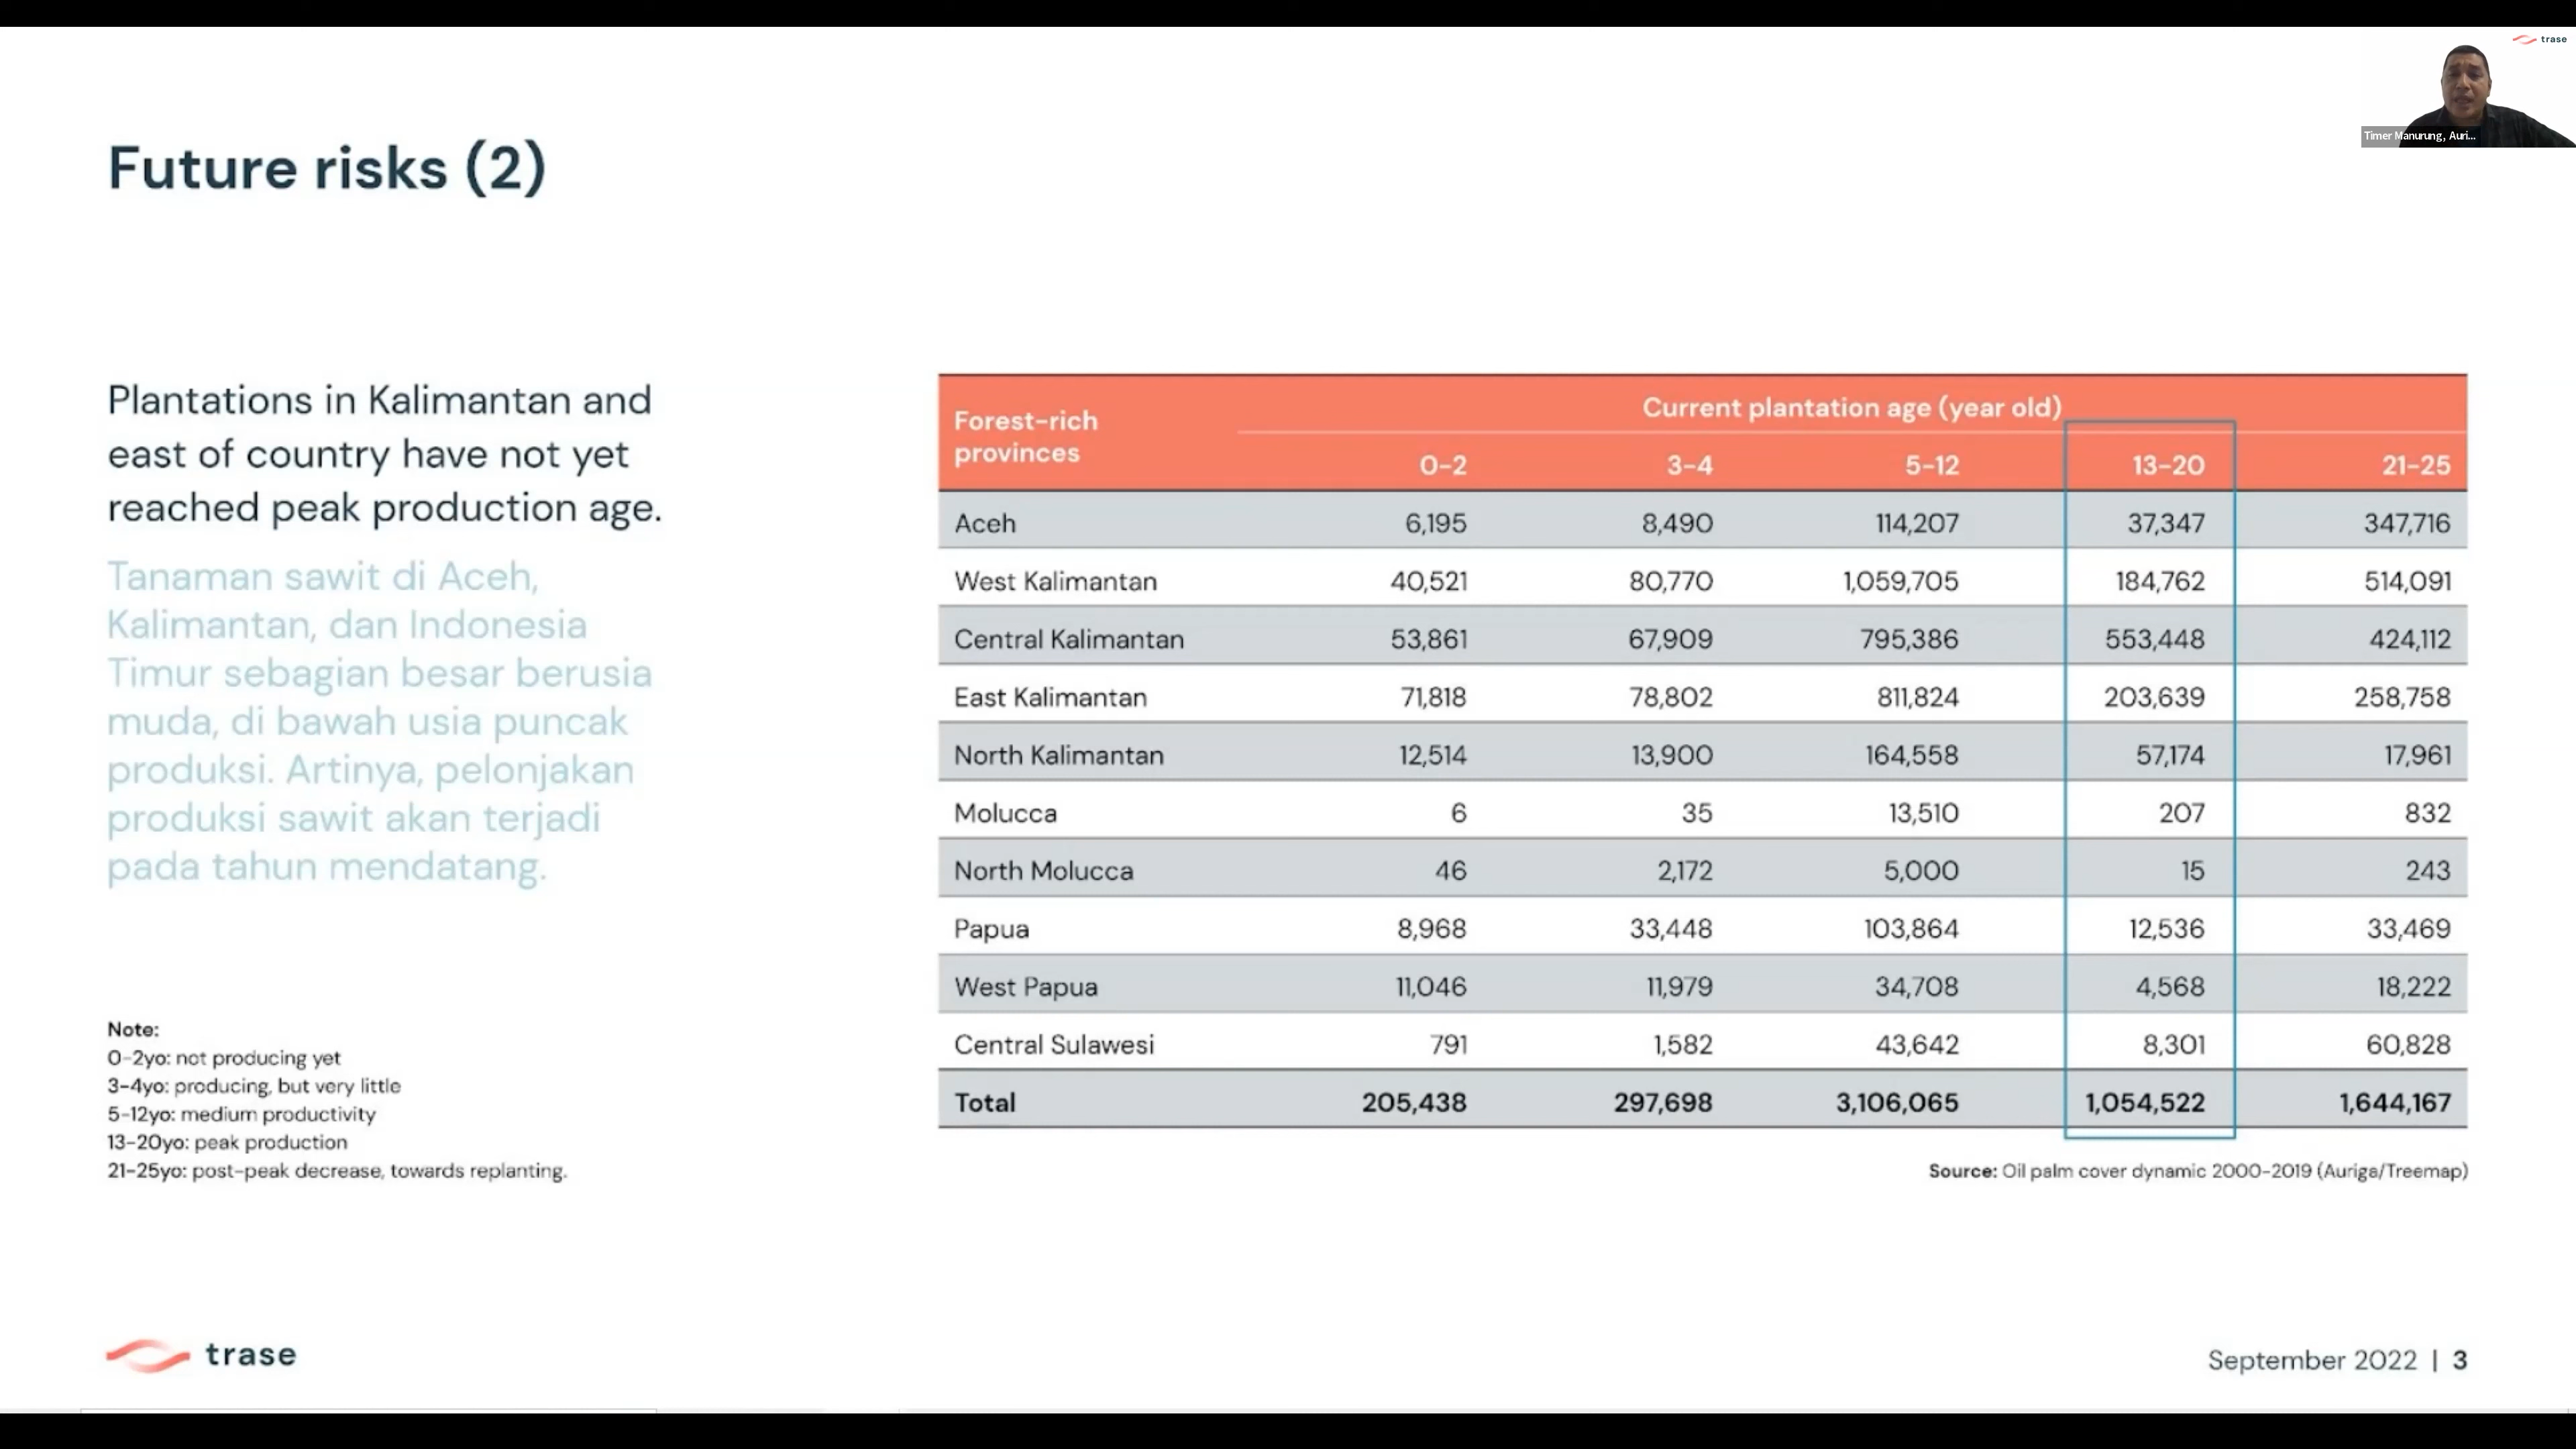 trase
Timer Manurung, Auri...
Future risks (2)
Plantations in Kalimantan and
east of country have not yet
reached peak production age.
Tanaman sawit di Aceh,
Kalimantan, dan Indonesia
Timur sebagian besar berusia
muda, di bawah usia puncak
produksi. Artinya, pelonjakan
produksi sawit akan terjadi
pada tahun mendatang.
Note:
0-2yo: not producing yet
3-4yo: producing, but very little
5-12yo: medium productivity
13-20yo: peak production
21-25yo: post-peak decrease, towards replanting.
Forest-rich
provinces
Current plantation age (year old)
0-2 3-4 5-12 13-20 21-25
Aceh 6,195 8,490 114,207 37,347 347,716
West Kalimantan 40,521 80,770 1,059,705 184,762 514,091
Central Kalimantan 53,861 67,909 795,386 553,448 424,112
East Kalimantan 71,818 78,802 811,824 203,639 258,758
North Kalimantan 12,514 13,900 164,558 57,174 17,961
Molucca 6 35 13,510 207 832
North Molucca 46 2,172 5,000 15 243
Papua 8,968 33,448 103,864 12,536 33,469
West Papua 11,046 11,979 34,708 4,568 18,222
Central Sulawesi 791 1,582 43,642 8,301 60,828
Total 205,438 297,698 3,106,065 1,054,522 1,644,167
Source: Oil palm cover dynamic 2000-2019 (Auriga/Treemap)
trase
September 2022 | 3